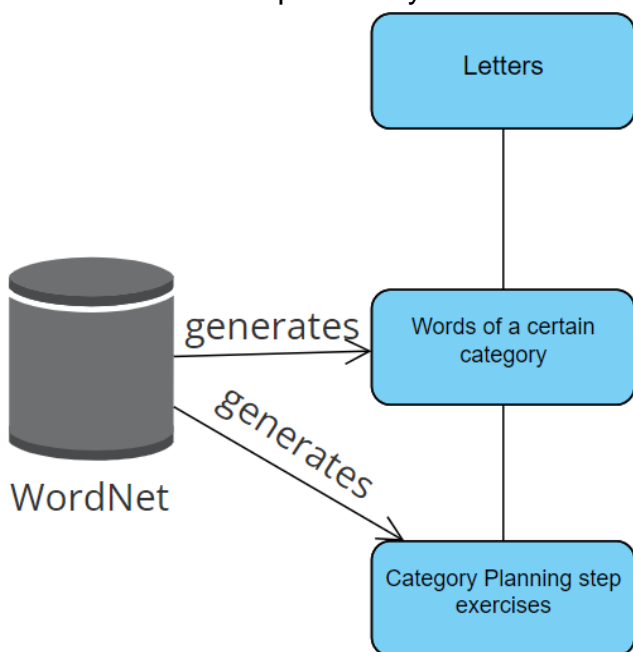 Letters
generates
Words of a certain
category
generates
WordNet
Category Planning step
exercises